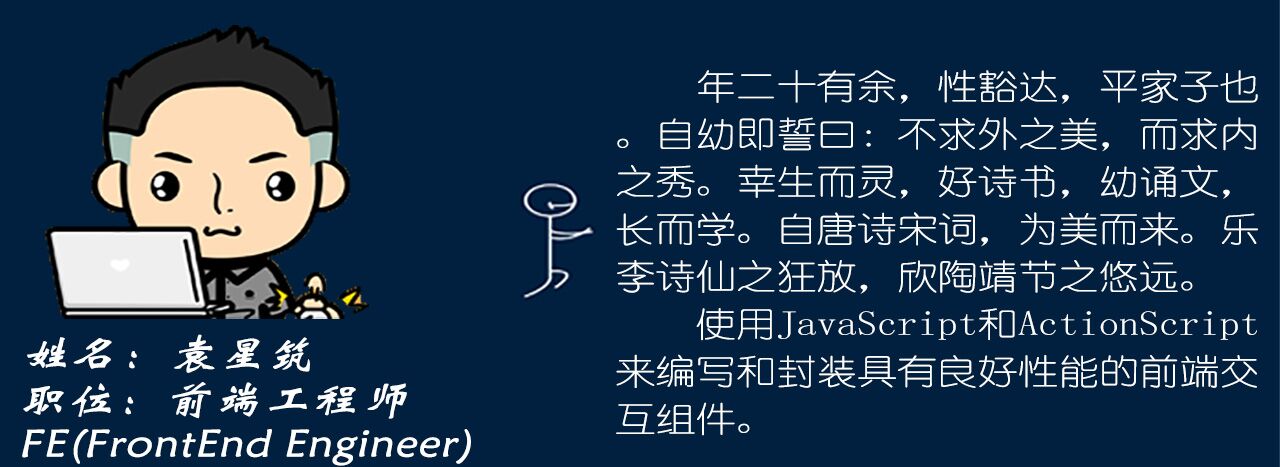 姓名：袁星筑
职位：前端工程师
FE(FrontEnd Engineer)
年二十有余，性豁达，平家子也
。自幼即誓曰：不求外之美，而求内
之秀。幸生而灵，好诗书，幼诵文，
长而学。自唐诗宋词，为美而来。乐
李诗仙之狂放，欣陶靖节之悠远。
使用JavaScript和ActionScript
来编写和封装具有良好性能的前端交
互组件。